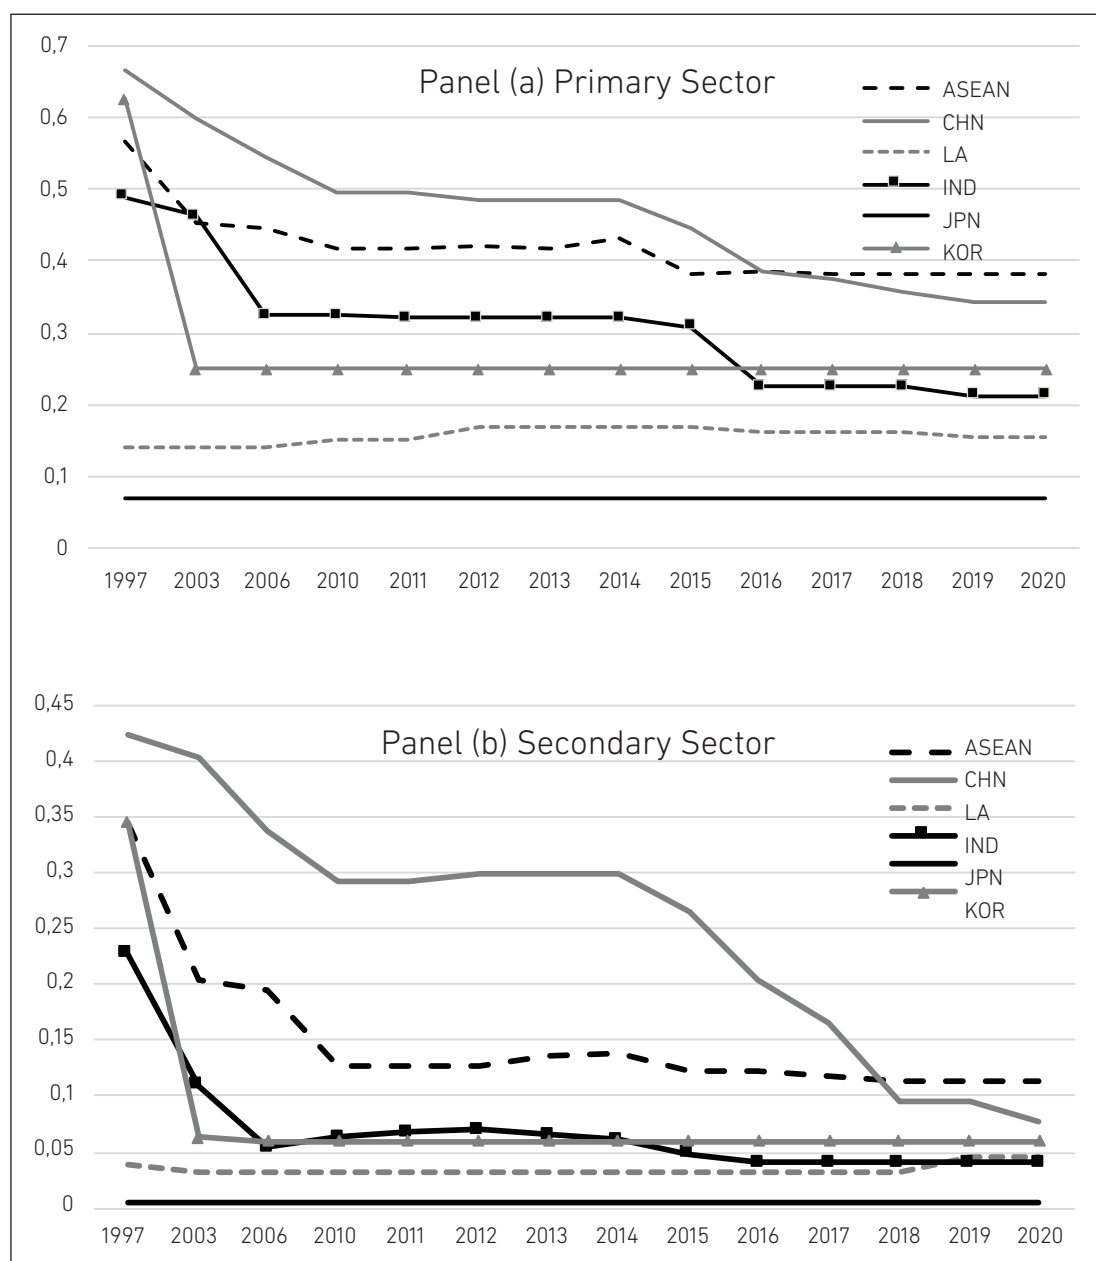 Panel (a) Primary Sector
0,7
0,6
0,5
0,4
0,3
0,2
0,1
0
ASEAN
CHN
LA
IND
JPN
KOR
1997 2003 2006 2010 2011 2012 2013 2014 2015 2016 2017 2018 2019 2020
Panel (b) Secondary Sector
0,45
0,4
0,35
0,3
0,25
0,2
0,15
0,1
0,05
0
ASEAN
CHN
LA
IND
JPN
KOR
1997 2003 2006 2010 2011 2012 2013 2014 2015 2016 2017 2018 2019 2020